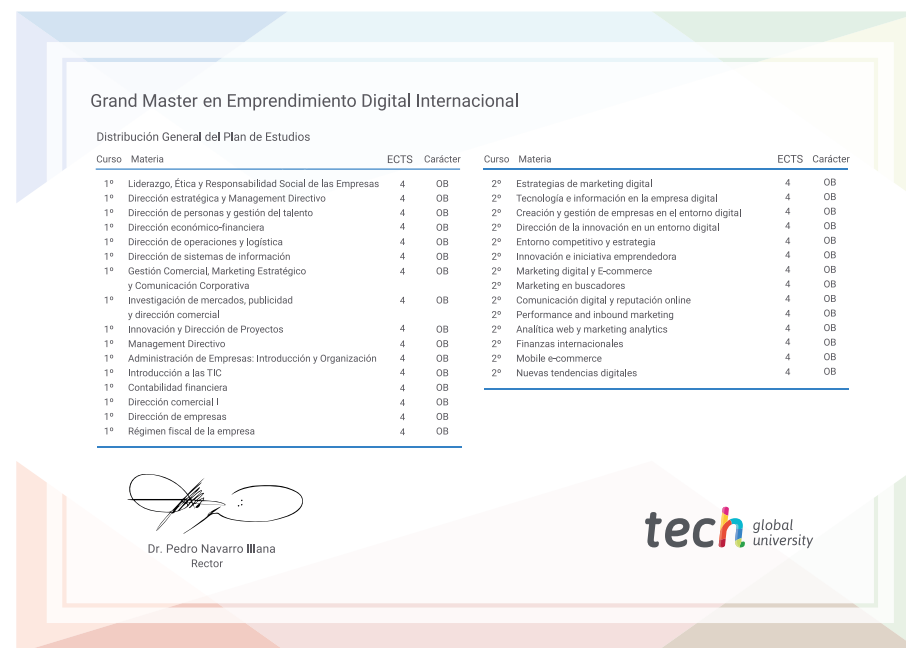 Grand Master en Emprendimiento Digital Internacional
Distribución General del Plan de Estudios
Curso Materia ECTS Carácter
1º Liderazgo, Ética y Responsabilidad Social de las Empresas 4 OB
1º Dirección estratégica y Management Directivo 4 OB
1º Dirección de personas y gestión del talento 4 OB
1º Dirección económico-financiera 4 OB
1º Dirección de operaciones y logística 4 OB
1º Dirección de sistemas de información 4 OB
1º Gestión Comercial, Marketing Estratégico 4 OB
y Comunicación Corporativa
1º Investigación de mercados, publicidad 4 OB
y dirección comercial
1º Innovación y Dirección de Proyectos 4 OB
1º Management Directivo 4 OB
1º Administración de Empresas: Introducción y Organización 4 OB
1º Introducción a las TIC 4 OB
1º Contabilidad financiera 4 OB
1º Dirección comercial I 4 OB
1º Dirección de empresas 4 OB
1º Régimen fiscal de la empresa 4 OB
Curso Materia ECTS Carácter
2º Estrategias de marketing digital 4 OB
2º Tecnología e información en la empresa digital 4 OB
2º Creación y gestión de empresas en el entorno digital 4 OB
2º Dirección de la innovación en un entorno digital 4 OB
2º Entorno competitivo y estrategia 4 OB
2º Innovación e iniciativa emprendedora 4 OB
2º Marketing digital y E-commerce 4 OB
2º Marketing en buscadores 4 OB
2º Comunicación digital y reputación online 4 OB
2º Performance and inbound marketing 4 OB
2º Analítica web y marketing analytics 4 OB
2º Finanzas internacionales 4 OB
2º Mobile e-commerce 4 OB
2º Nuevas tendencias digitales 4 OB
Dr. Pedro Navarro Illana
Rector
tech global
university